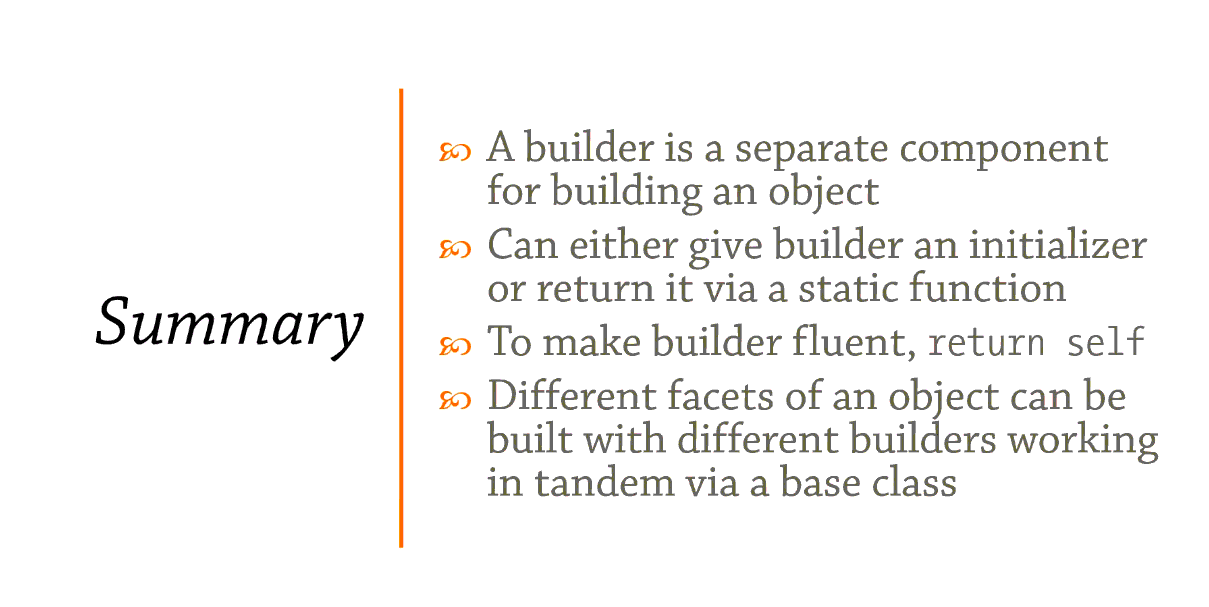 Summary
A builder is a separate component
for building an object
Can either give builder an initializer
or return it via a static function
To make builder fluent, return self
Different facets of an object can be
built with different builders working
in tandem via a base class